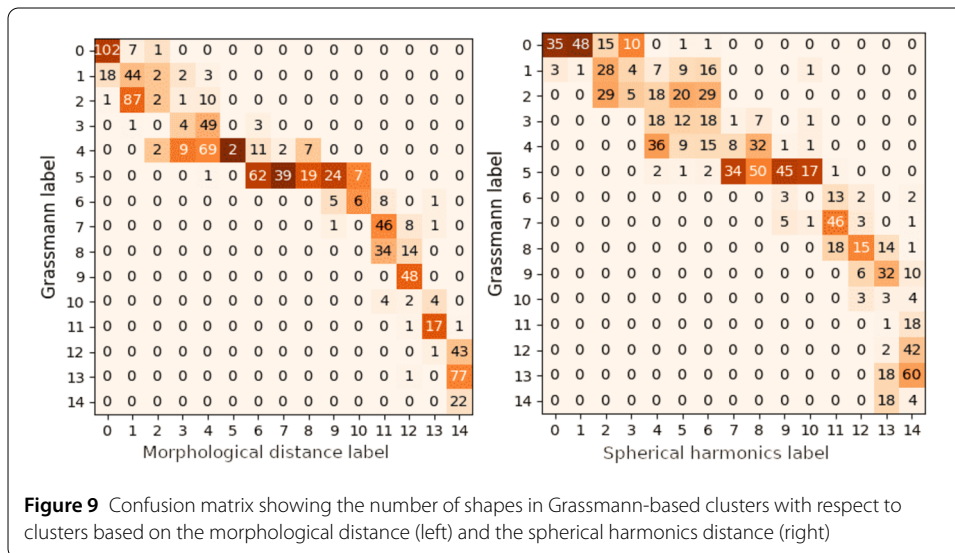 0 102 7 1 0 0 0 0 0 0 0 0 0 0 0 0
1 18 44 2 2 3 0 0 0 0 0 0 0 0 0 0
2 1 87 2 1 10 0 0 0 0 0 0 0 0 0 0
3 0 1 0 4 49 0 3 0 0 0 0 0 0 0 0
4 0 0 2 9 69 2 11 2 7 0 0 0 0 0 0
5 0 0 0 0 1 0 62 39 19 24 7 0 0 0 0
6 0 0 0 0 0 0 0 0 0 5 6 8 0 1 0
7 0 0 0 0 0 0 0 0 0 1 0 46 8 1 0
8 0 0 0 0 0 0 0 0 0 0 0 34 14 0 0
9 0 0 0 0 0 0 0 0 0 0 0 0 48 0 0
10 0 0 0 0 0 0 0 0 0 0 0 4 2 4 0
11 0 0 0 0 0 0 0 0 0 0 0 0 1 17 1
12 0 0 0 0 0 0 0 0 0 0 0 0 0 1 43
13 0 0 0 0 0 0 0 0 0 0 0 0 1 0 77
14 0 0 0 0 0 0 0 0 0 0 0 0 0 0 22
0 1 2 3 4 5 6 7 8 9 10 11 12 13 14
Grassmann label
Morphological distance label
0 35 48 15 10 0 1 1 0 0 0 0 0 0 0 0
1 3 1 28 4 7 9 16 0 0 0 1 0 0 0 0
2 0 0 29 5 18 20 29 0 0 0 0 0 0 0 0
3 0 0 0 0 18 12 18 1 7 0 1 0 0 0 0
4 0 0 0 0 36 9 15 8 32 1 1 0 0 0 0
5 0 0 0 0 2 1 2 34 50 45 17 1 0 0 0
6 0 0 0 0 0 0 0 0 0 3 0 13 2 0 2
7 0 0 0 0 0 0 0 0 0 5 1 46 3 0 1
8 0 0 0 0 0 0 0 0 0 0 0 18 15 14 1
9 0 0 0 0 0 0 0 0 0 0 0 0 6 32 10
10 0 0 0 0 0 0 0 0 0 0 0 0 3 3 4
11 0 0 0 0 0 0 0 0 0 0 0 0 0 1 18
12 0 0 0 0 0 0 0 0 0 0 0 0 0 2 42
13 0 0 0 0 0 0 0 0 0 0 0 0 0 18 60
14 0 0 0 0 0 0 0 0 0 0 0 0 0 18 4
0 1 2 3 4 5 6 7 8 9 10 11 12 13 14
Grassmann label
Spherical harmonics label
Figure 9 Confusion matrix showing the number of shapes in Grassmann-based clusters with respect to
clusters based on the morphological distance (left) and the spherical harmonics distance (right)